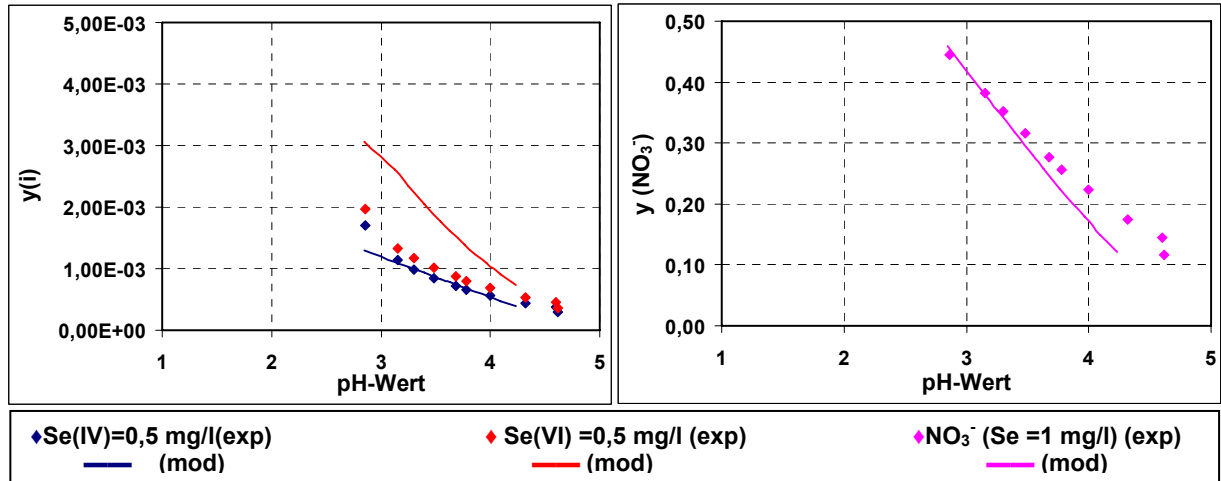 5,00E-03
4,00E-03
3,00E-03
2,00E-03
1,00E-03
0,00E+00
y(i)
1 2 3 4 5
pH-Wert
0,50
0,40
0,30
0,20
0,10
0,00
y (NO₃⁻)
1 2 3 4 5
pH-Wert
Se(IV)=0,5 mg/l(exp) Se(VI) =0,5 mg/l (exp) NO₃⁻ (Se =1 mg/l) (exp)
(mod) (mod) (mod)